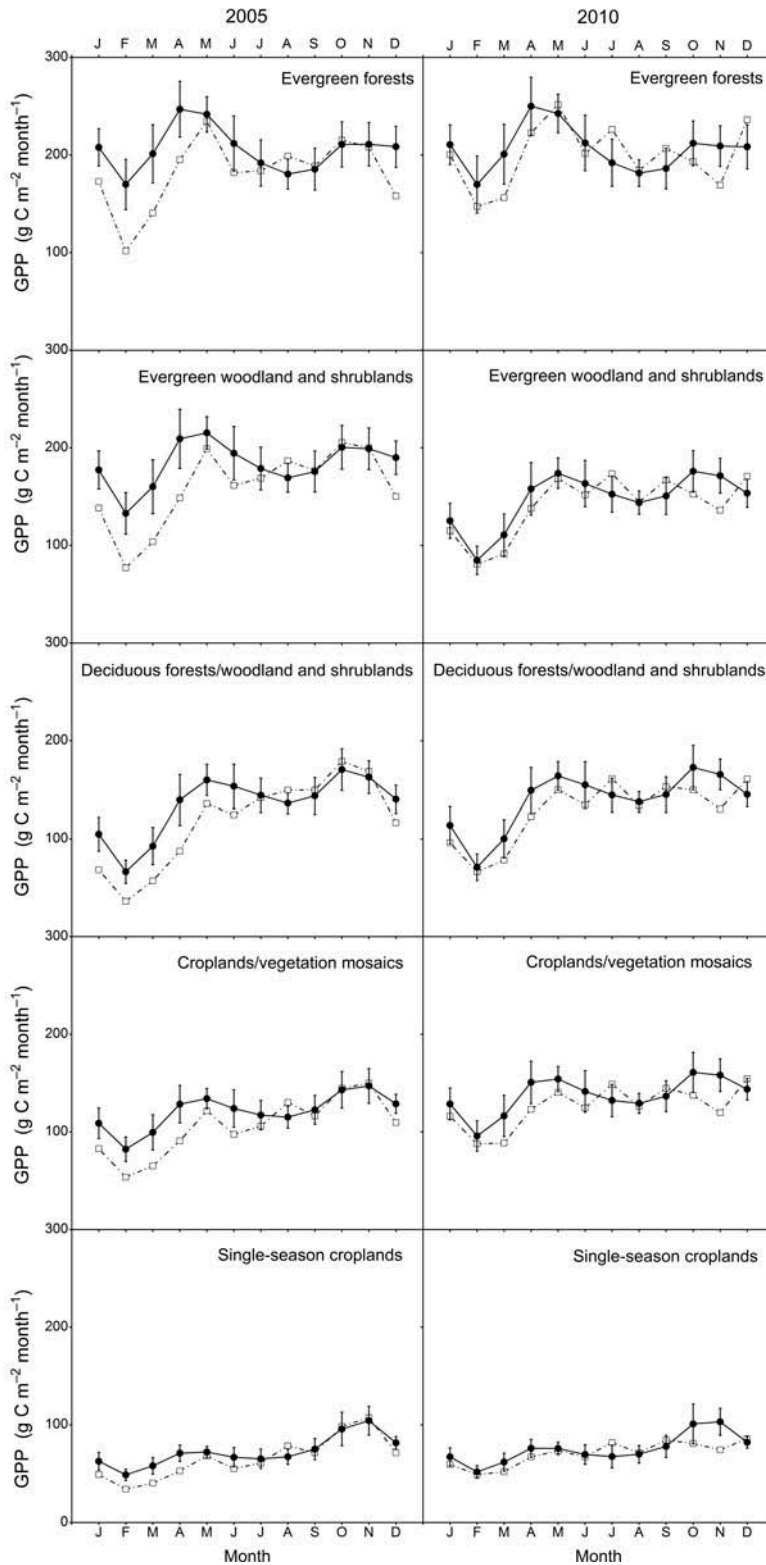 2005 2010
J F M A M J J A S O N D J F M A M J J A S O N D
300
Evergreen forests Evergreen forests
GPP (g C m⁻² month⁻¹)
200
100
300
Evergreen woodland and shrublands Evergreen woodland and shrublands
GPP (g C m⁻² month⁻¹)
200
100
300
Deciduous forests/woodland and shrublands Deciduous forests/woodland and shrublands
GPP (g C m⁻² month⁻¹)
200
100
300
Croplands/vegetation mosaics Croplands/vegetation mosaics
GPP (g C m⁻² month⁻¹)
200
100
300
Single-season croplands Single-season croplands
GPP (g C m⁻² month⁻¹)
200
100
0
J F M A M J J A S O N D J F M A M J J A S O N D
Month Month